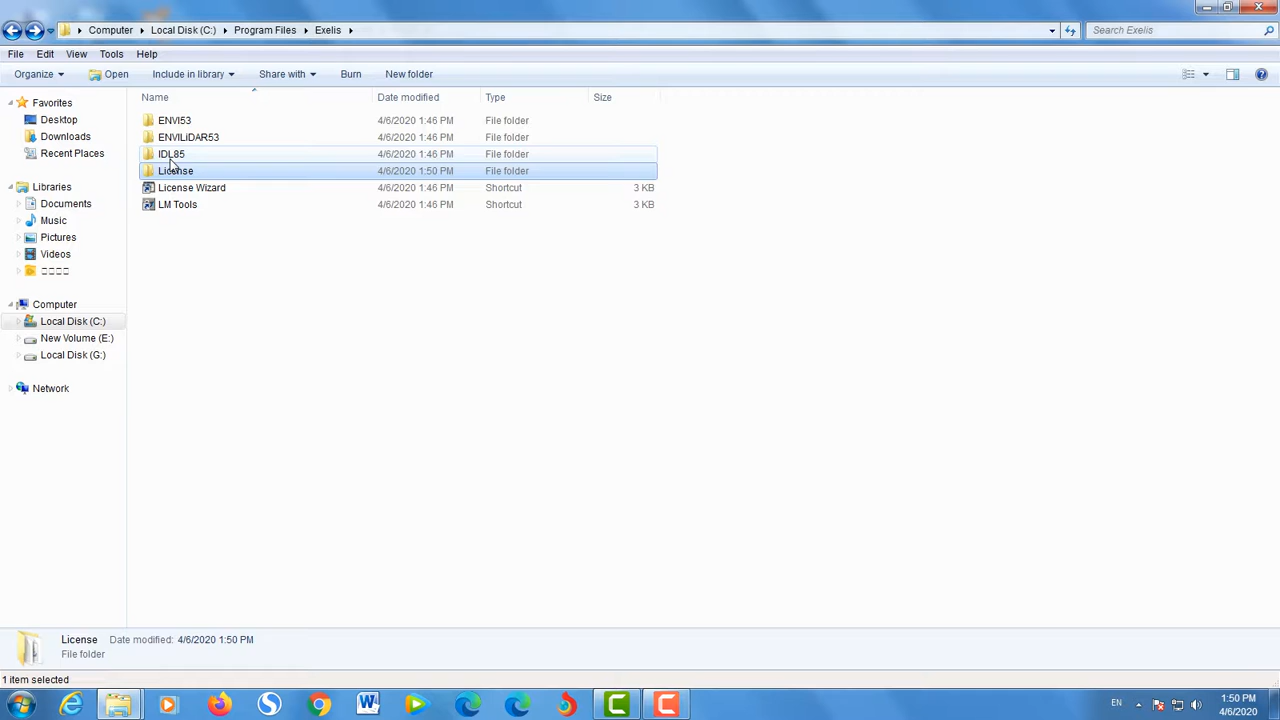 Computer Local Disk (C:) Program Files Exelis Search Exelis
File Edit View Tools Help
Organize Open Include in library Share with Burn New folder
Name Date modified Type Size
Favorites
Desktop
Downloads
Recent Places
Libraries
Documents
Music
Pictures
Videos
Computer
Local Disk (C:)
New Volume (E:)
Local Disk (G:)
Network
ENVI53 4/6/2020 1:46 PM File folder
ENVILiDAR53 4/6/2020 1:46 PM File folder
IDL85 4/6/2020 1:46 PM File folder
License 4/6/2020 1:50 PM File folder
License Wizard 4/6/2020 1:46 PM Shortcut 3 KB
LM Tools 4/6/2020 1:46 PM Shortcut 3 KB
License Date modified: 4/6/2020 1:50 PM
File folder
1 item selected
EN 1:50 PM
4/6/2020